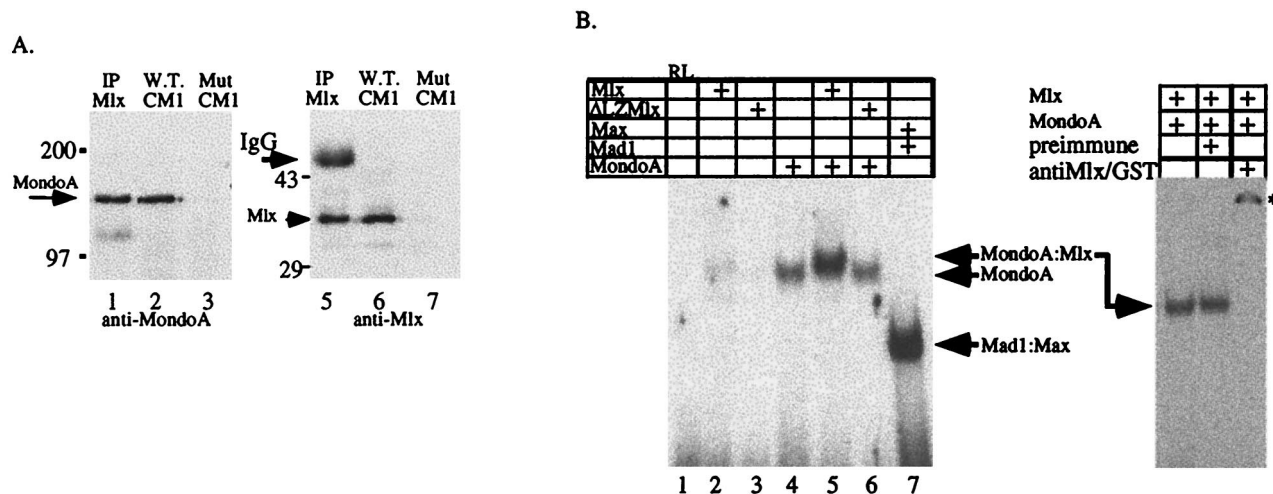 A.
IP W.T. Mut
Mlx CM1 CM1
200
MondoA
97
1 2 3
anti-MondoA
IP W.T. Mut
Mlx CM1 CM1
IgG
43
Mlx
29
5 6 7
anti-Mlx
B.
RL
Mlx + +
ΔLZMlx + +
Max +
Mad1 +
MondoA + + +
MondoA:Mlx
MondoA
Mad1:Max
1 2 3 4 5 6 7
Mlx + + +
MondoA + + +
preimmune +
antiMlx/GST +
*